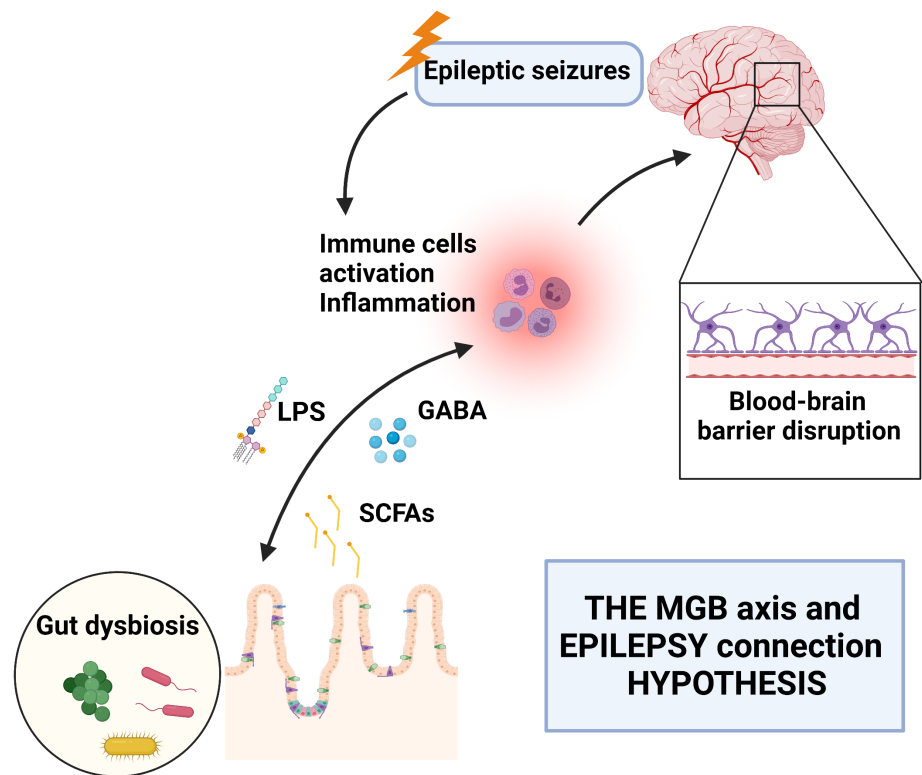 Epileptic seizures
Immune cells
activation
Inflammation
LPS
GABA
SCFAs
Blood-brain
barrier disruption
Gut dysbiosis
THE MGB axis and
EPILEPSY connection
HYPOTHESIS